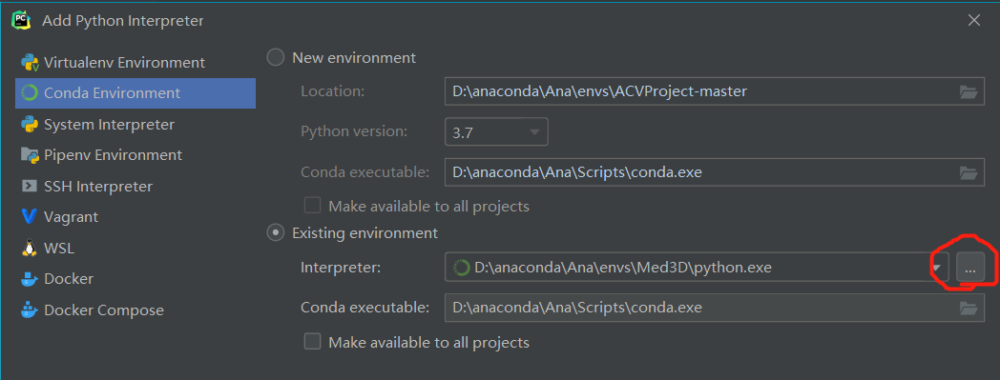 Add Python Interpreter
Virtualenv Environment
Conda Environment
System Interpreter
Pipenv Environment
SSH Interpreter
Vagrant
WSL
Docker
Docker Compose
New environment
Location: D:\anaconda\Ana\envs\ACVProject-master
Python version: 3.7
Conda executable: D:\anaconda\Ana\Scripts\conda.exe
Make available to all projects
Existing environment
Interpreter: D:\anaconda\Ana\envs\Med3D\python.exe ...
Conda executable: D:\anaconda\Ana\Scripts\conda.exe
Make available to all projects